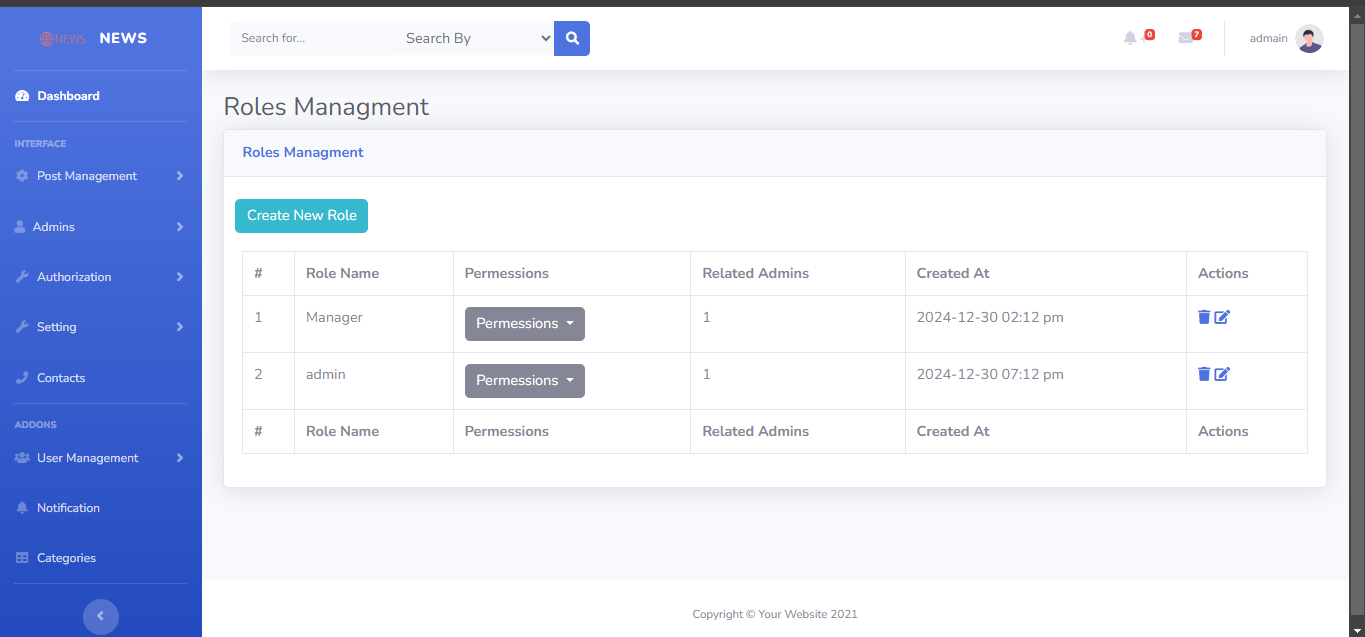 NEWS NEWS
Search for...
Search By
0
7
admain
Dashboard
INTERFACE
Post Management
Admins
Authorization
Setting
Contacts
ADDONS
User Management
Notification
Categories
Roles Managment
Roles Managment
Create New Role
# Role Name Permessions Related Admins Created At Actions
1 Manager Permessions 1 2024-12-30 02:12 pm
2 admin Permessions 1 2024-12-30 07:12 pm
# Role Name Permessions Related Admins Created At Actions
Copyright © Your Website 2021